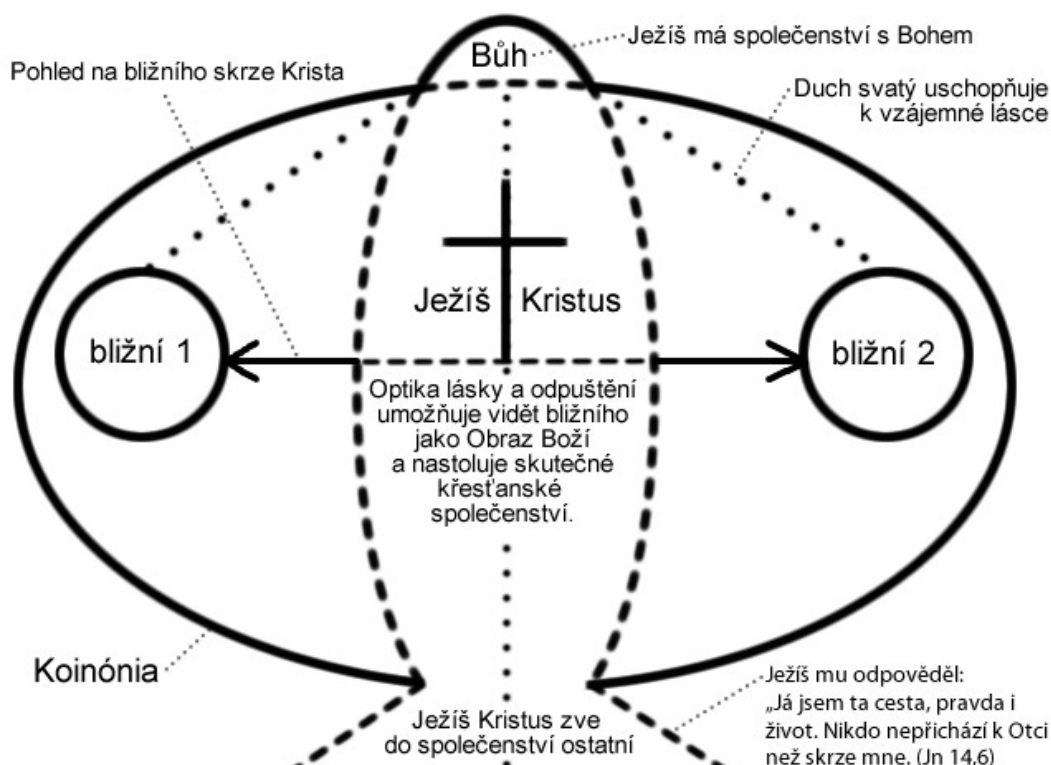 Bůh
Ježíš má společenství s Bohem
Pohled na bližního skrze Krista
Duch svatý uschopňuje
k vzájemné lásce
Ježíš Kristus
bližní 1
bližní 2
Optika lásky a odpuštění
umožňuje vidět bližního
jako Obraz Boží
a nastoluje skutečné
křesťanské
společenství.
Koinónia
Ježíš Kristus zve
do společenství ostatní
Ježíš mu odpověděl:
„Já jsem ta cesta, pravda i
život. Nikdo nepřichází k Otci
než skrze mne. (Jn 14,6)